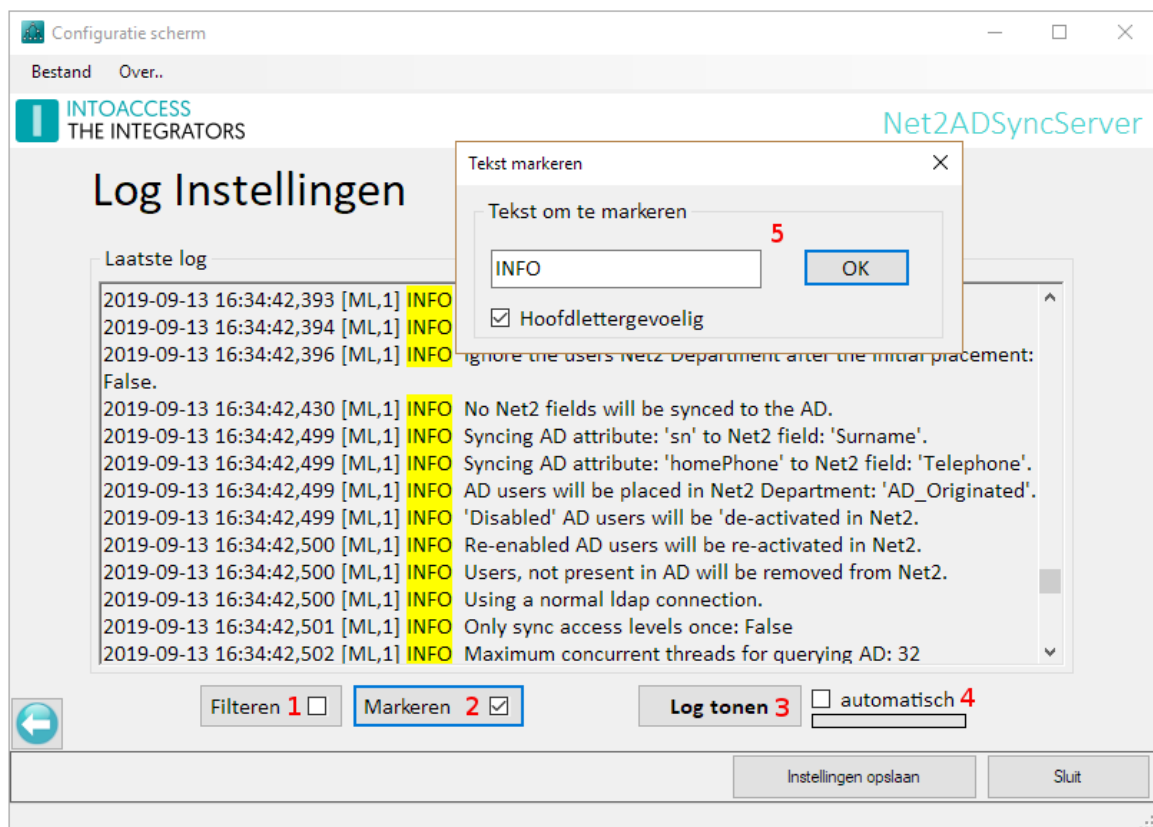 Configuratie scherm
Bestand Over..
INTOACCESS
THE INTEGRATORS
Net2ADSyncServer
Log Instellingen
Tekst markeren
Tekst om te markeren
5
INFO
OK
Hoofdlettergevoelig
Laatste log
2019-09-13 16:34:42,393 [ML,1] INFO
2019-09-13 16:34:42,394 [ML,1] INFO
2019-09-13 16:34:42,396 [ML,1] INFO Ignore the users Net2 Department after the initial placement:
False.
2019-09-13 16:34:42,430 [ML,1] INFO No Net2 fields will be synced to the AD.
2019-09-13 16:34:42,499 [ML,1] INFO Syncing AD attribute: 'sn' to Net2 field: 'Surname'.
2019-09-13 16:34:42,499 [ML,1] INFO Syncing AD attribute: 'homePhone' to Net2 field: 'Telephone'.
2019-09-13 16:34:42,499 [ML,1] INFO AD users will be placed in Net2 Department: 'AD_Originated'.
2019-09-13 16:34:42,499 [ML,1] INFO 'Disabled' AD users will be 'de-activated in Net2.
2019-09-13 16:34:42,500 [ML,1] INFO Re-enabled AD users will be re-activated in Net2.
2019-09-13 16:34:42,500 [ML,1] INFO Users, not present in AD will be removed from Net2.
2019-09-13 16:34:42,500 [ML,1] INFO Using a normal ldap connection.
2019-09-13 16:34:42,501 [ML,1] INFO Only sync access levels once: False
2019-09-13 16:34:42,502 [ML,1] INFO Maximum concurrent threads for querying AD: 32
Filteren 1
Markeren 2
Log tonen 3
automatisch 4
Instellingen opslaan
Sluit